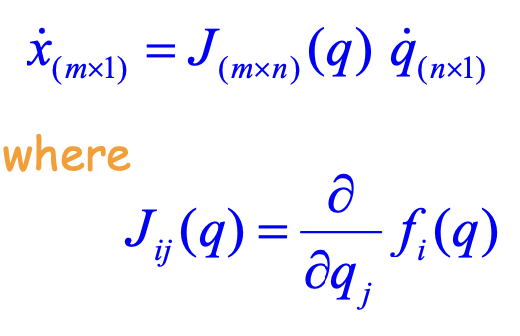 ẋ(m×1) = J(m×n)(q) q̇(n×1)
where
Jij(q) = ∂/∂qj fi(q)